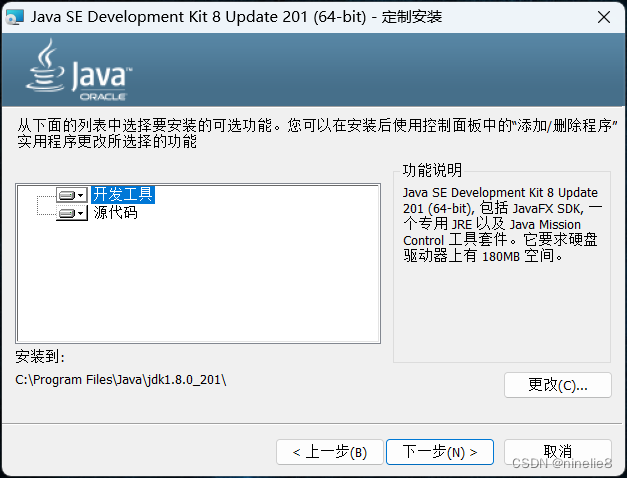 Java SE Development Kit 8 Update 201 (64-bit) - 定制安装
Java™
ORACLE
从下面的列表中选择要安装的可选功能。您可以在安装后使用控制面板中的“添加/删除程序”
实用程序更改所选择的功能
开发工具
源代码
功能说明
Java SE Development Kit 8 Update
201 (64-bit), 包括 JavaFX SDK, 一
个专用 JRE 以及 Java Mission
Control 工具套件。它要求硬盘
驱动器上有 180MB 空间。
安装到:
C:\Program Files\Java\jdk1.8.0_201\
更改(C)...
< 上一步(B)
下一步(N) >
取消
CSDN @ninelie8